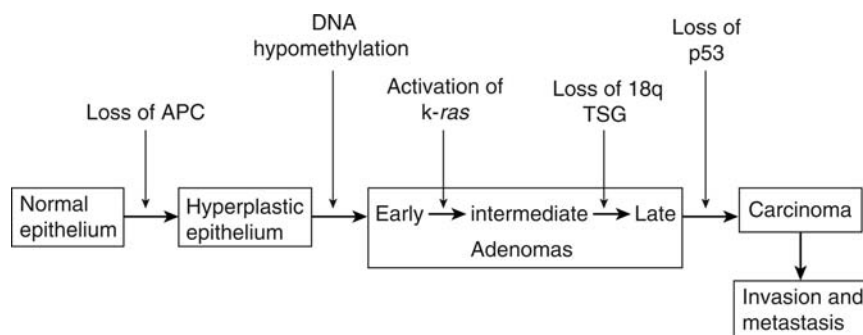 DNA
hypomethylation
Loss of
p53
Activation of
k-ras
Loss of 18q
TSG
Loss of APC
Normal
epithelium
Hyperplastic
epithelium
Early
intermediate
Late
Adenomas
Carcinoma
Invasion and
metastasis